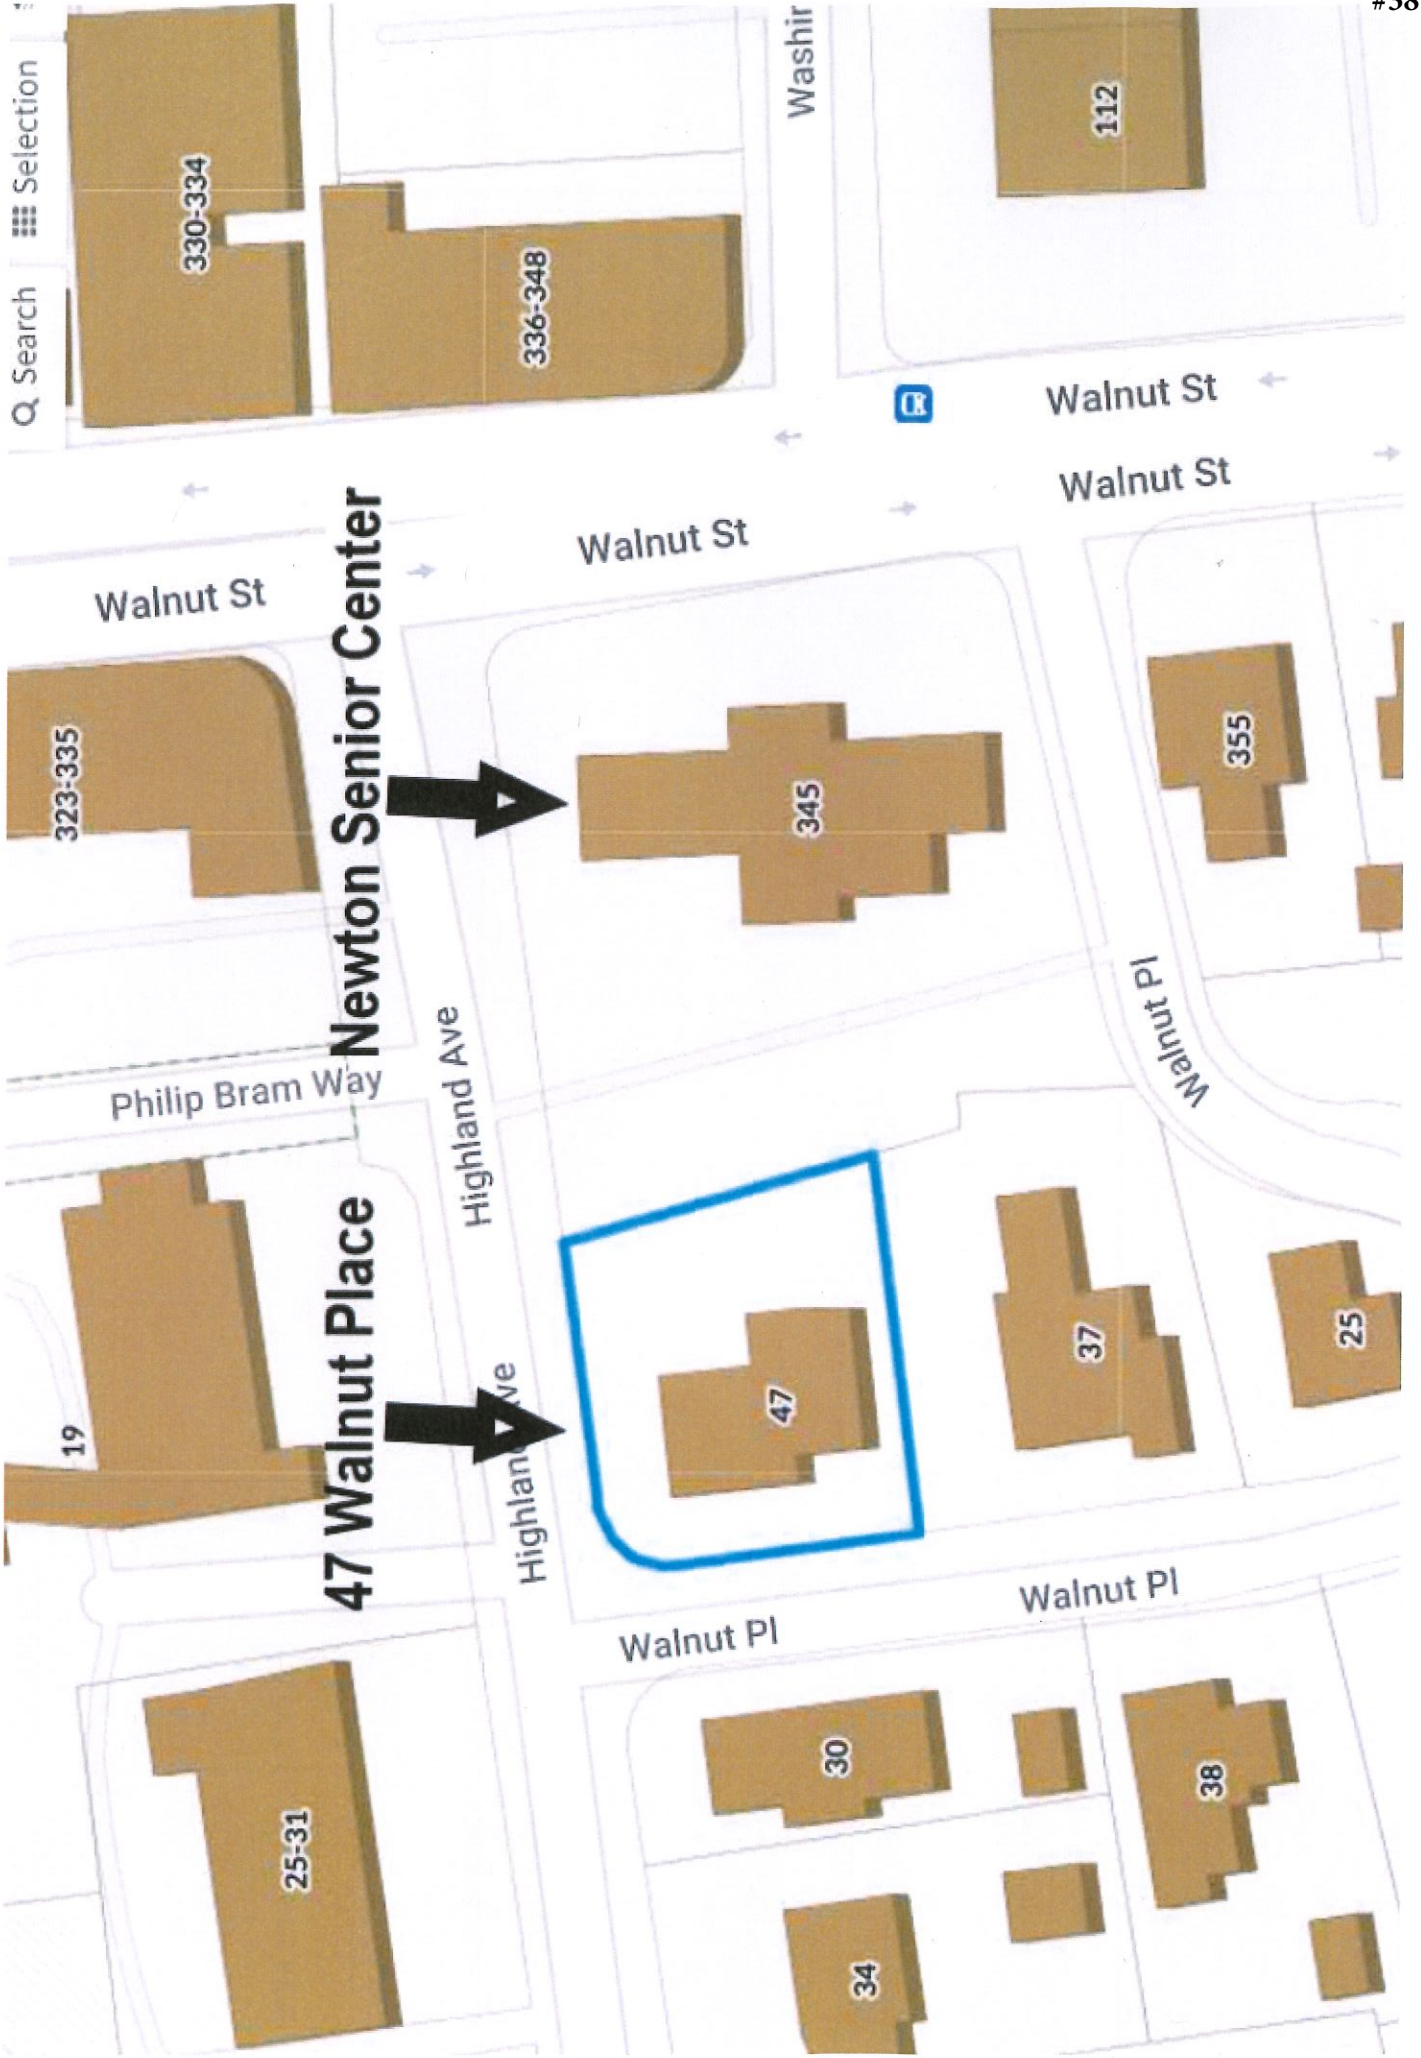 #38
Search
Selection
330-334
336-348
Washir
112
Walnut St
Walnut St
Walnut St
Walnut St
323-335
Newton Senior Center
345
355
Philip Bram Way
Highland Ave
Walnut Pl
47 Walnut Place
19
Highland Ave
47
37
25
Walnut Pl
Walnut Pl
25-31
30
38
34